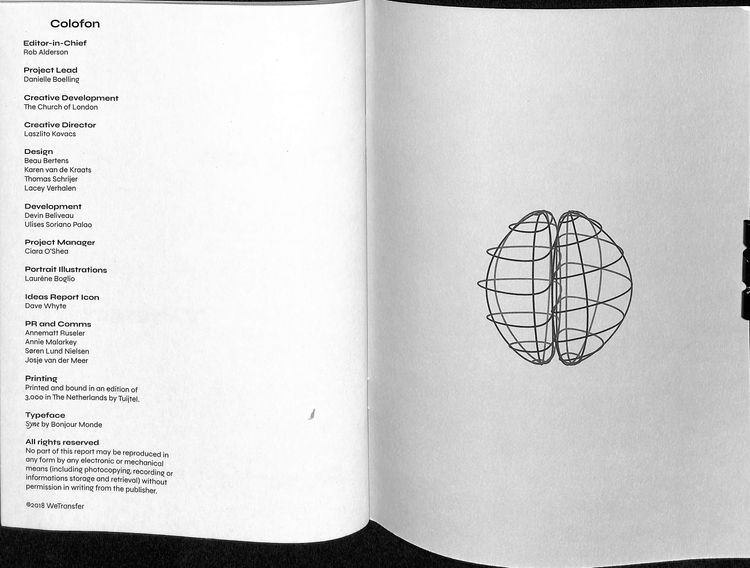 Colofon
Editor-in-Chief
Rob Alderson
Project Lead
Danielle Boelling
Creative Development
The Church of London
Creative Director
Laszlito Kovacs
Design
Beau Bertens
Karen van de Kraats
Thomas Schrijer
Lacey Verhalen
Development
Devin Beliveau
Ulises Soriano Palao
Project Manager
Ciara O'Shea
Portrait Illustrations
Laurène Boglio
Ideas Report Icon
Dave Whyte
PR and Comms
Annematt Ruseler
Annie Malarkey
Søren Lund Nielsen
Josje van der Meer
Printing
Printed and bound in an edition of
3,000 in The Netherlands by Tuijtel.
Typeface
Syne by Bonjour Monde
All rights reserved
No part of this report may be reproduced in
any form by any electronic or mechanical
means (including photocopying, recording or
informations storage and retrieval) without
permission in writing from the publisher.
©2018 WeTransfer